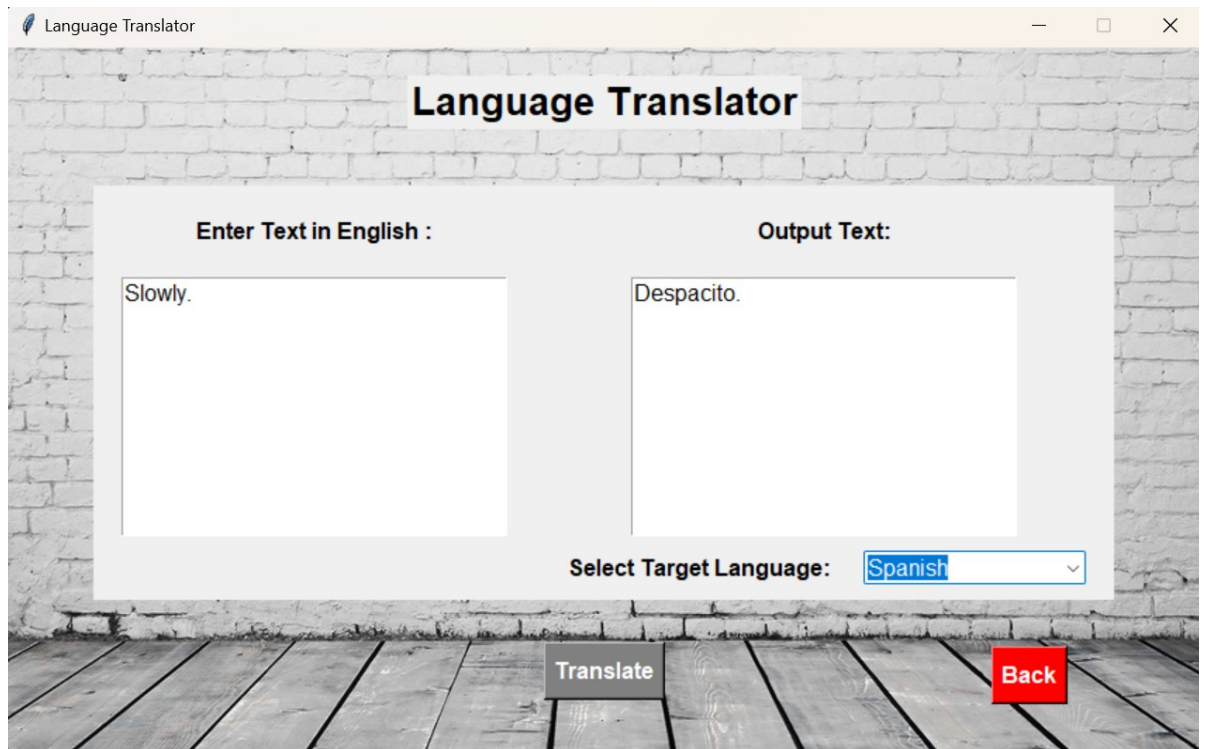 Language Translator
Language Translator
Enter Text in English :
Output Text:
Slowly.
Despacito.
Select Target Language:
Spanish
Translate
Back